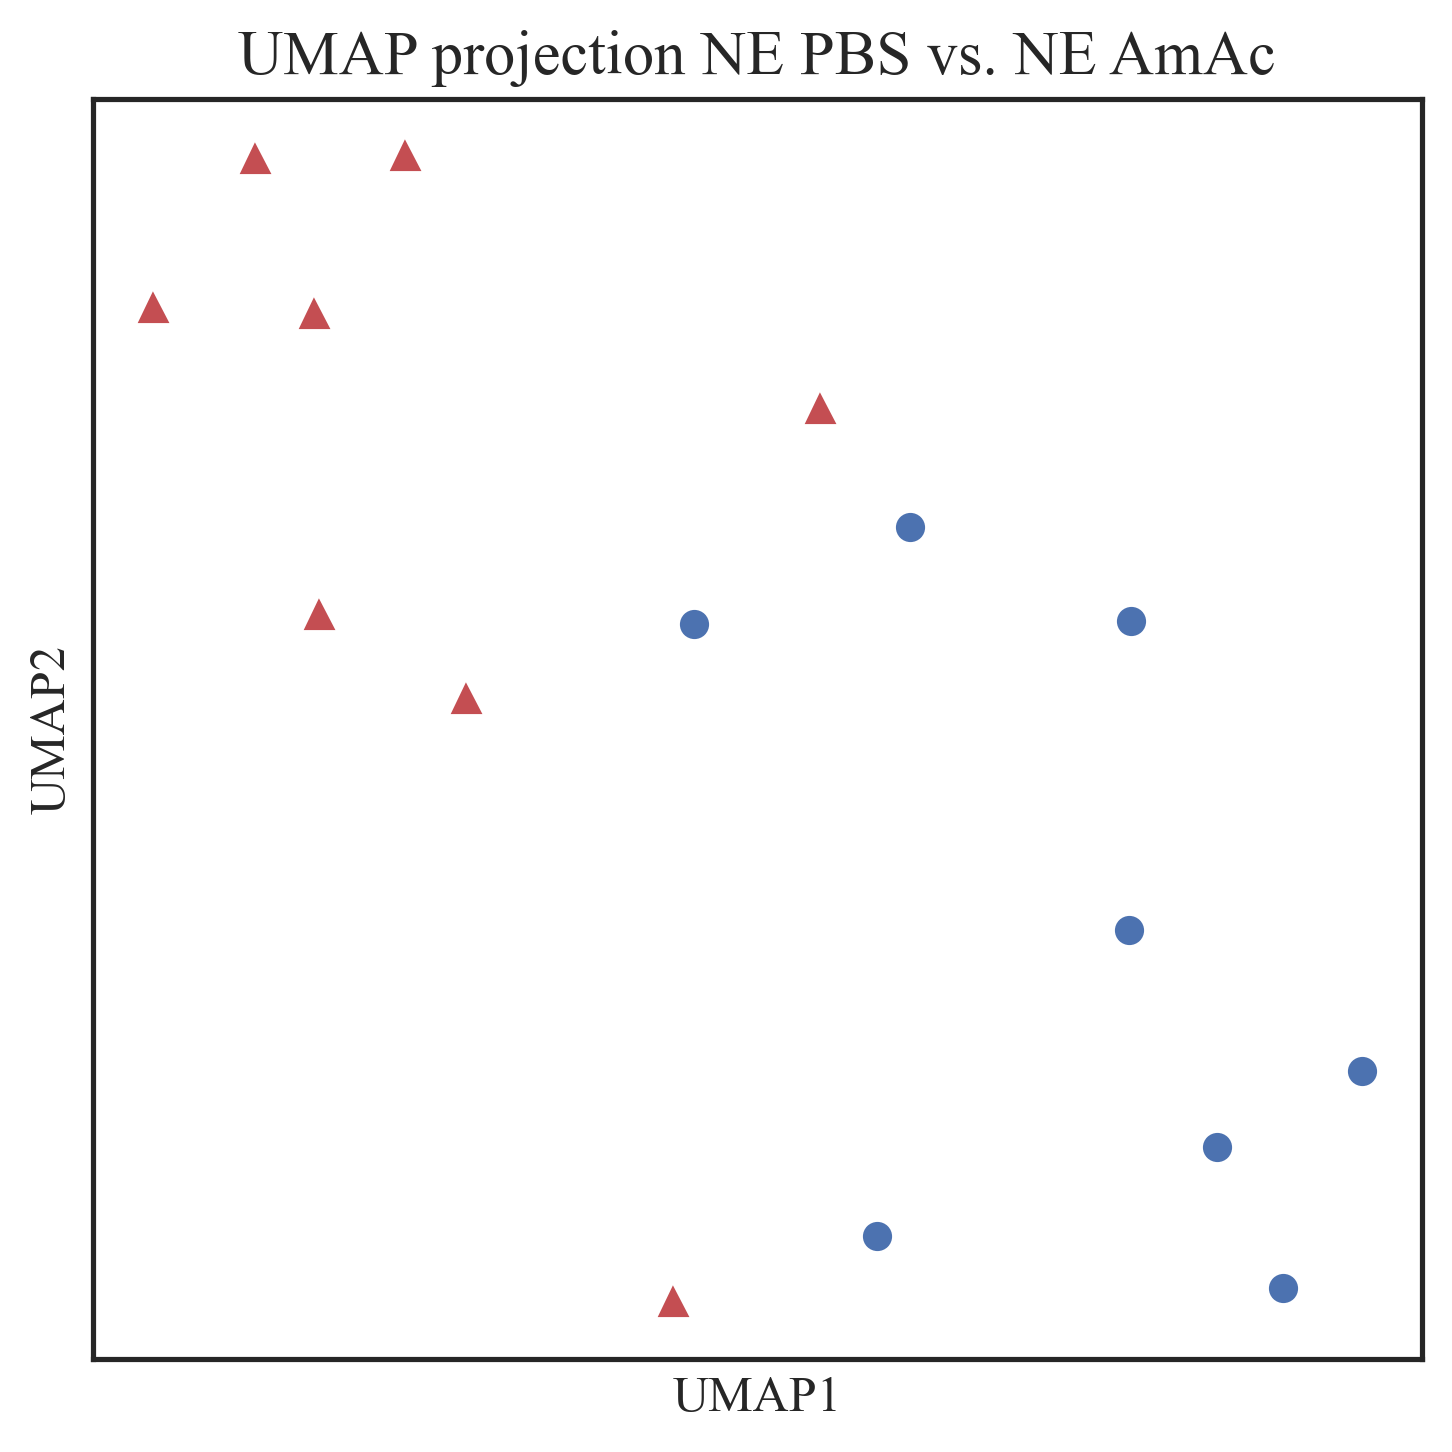 UMAP projection NE PBS vs. NE AmAc
UMAP2
UMAP1